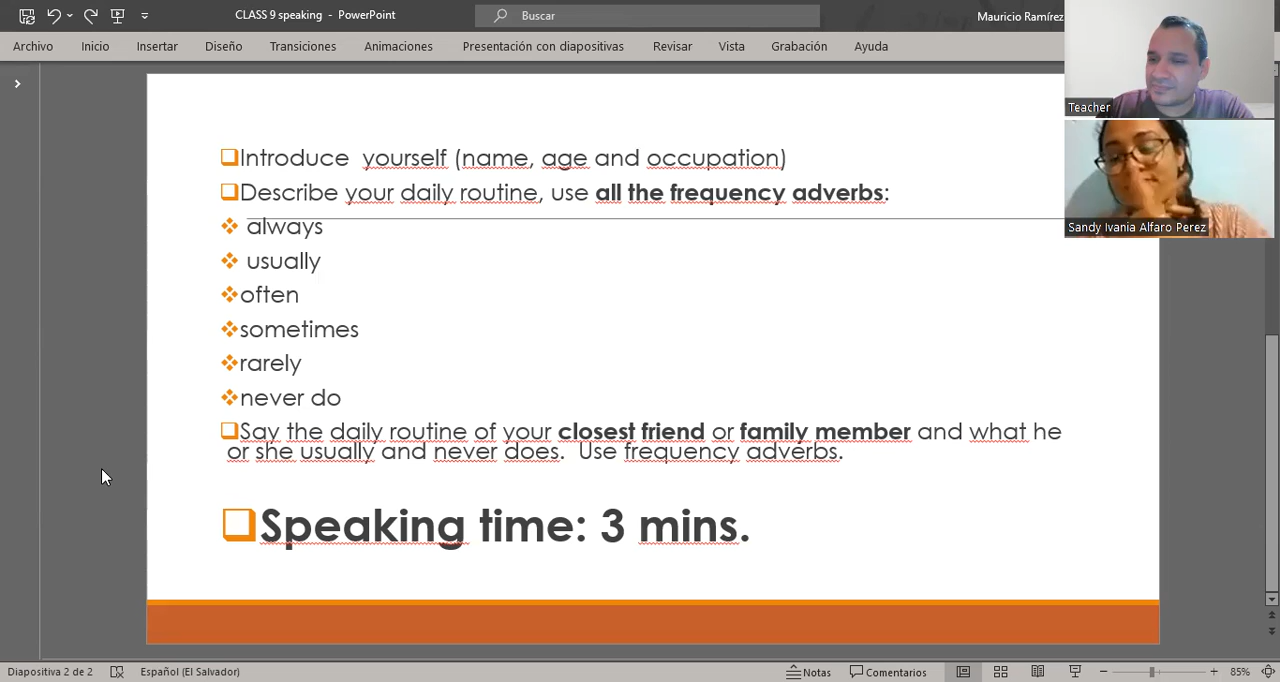 CLASS 9 speaking - PowerPoint
Buscar
Mauricio Ramírez
Archivo Inicio Insertar Diseño Transiciones Animaciones Presentación con diapositivas Revisar Vista Grabación Ayuda
Teacher
Sandy Ivania Alfaro Perez
Introduce yourself (name, age and occupation)
Describe your daily routine, use all the frequency adverbs:
always
usually
often
sometimes
rarely
never do
Say the daily routine of your closest friend or family member and what he
or she usually and never does. Use frequency adverbs.
Speaking time: 3 mins.
Diapositiva 2 de 2 Español (El Salvador) Notas Comentarios 85%